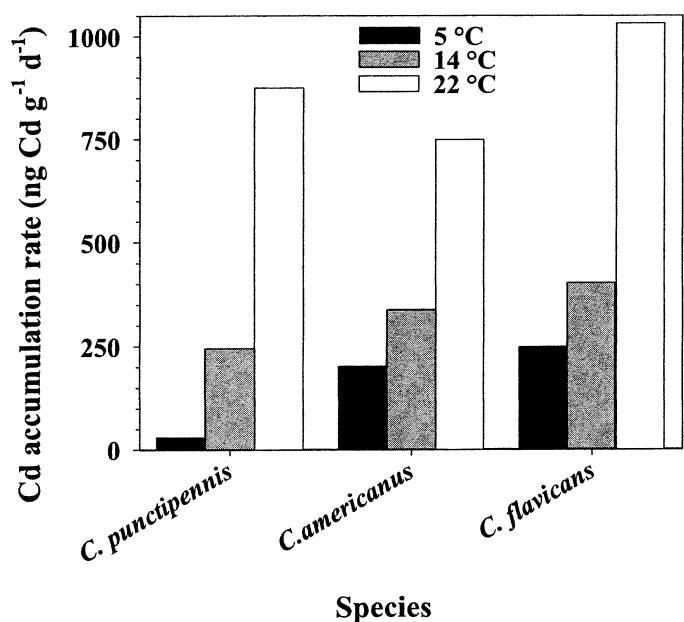 Cd accumulation rate (ng Cd g⁻¹ d⁻¹)
1000
750
500
250
0
5 °C
14 °C
22 °C
C. punctipennis
C.americanus
C. flavicans
Species